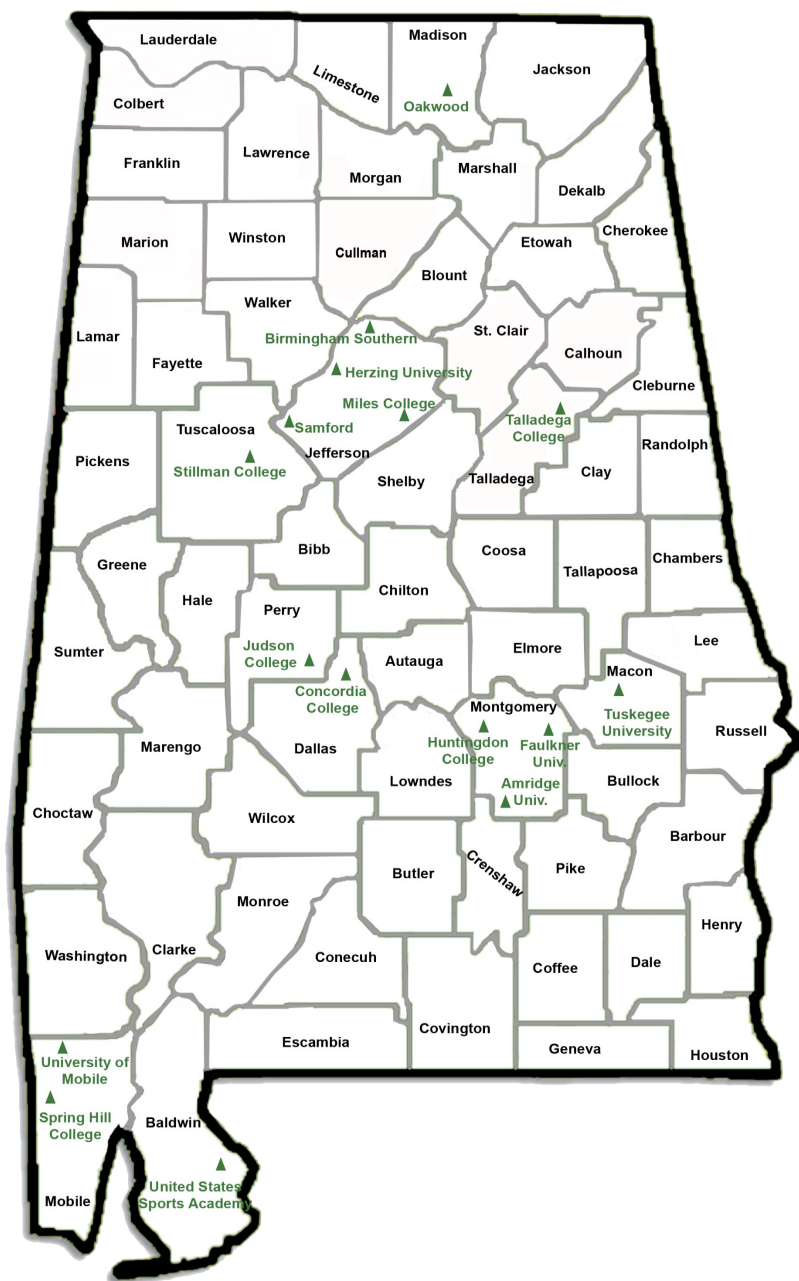 Lauderdale
Madison
Limestone
Jackson
Oakwood
Colbert
Lawrence
Franklin
Morgan
Marshall
Dekalb
Marion
Winston
Cullman
Etowah
Cherokee
Blount
Walker
Lamar
Fayette
Birmingham Southern
St. Clair
Calhoun
Herzing University
Cleburne
Miles College
Talladega
College
Samford
Tuscaloosa
Jefferson
Randolph
Pickens
Stillman College
Shelby
Talladega
Clay
Greene
Bibb
Coosa
Tallapoosa
Chambers
Hale
Perry
Chilton
Sumter
Judson
College
Autauga
Elmore
Lee
Macon
Concordia
College
Montgomery
Tuskegee
University
Russell
Marengo
Dallas
Huntingdon
College
Faulkner
Univ.
Lowndes
Amridge
Univ.
Bullock
Choctaw
Wilcox
Barbour
Butler
Crenshaw
Pike
Monroe
Henry
Washington
Clarke
Conecuh
Coffee
Dale
Escambia
Covington
Geneva
Houston
University of
Mobile
Spring Hill
College
Baldwin
United States
Sports Academy
Mobile